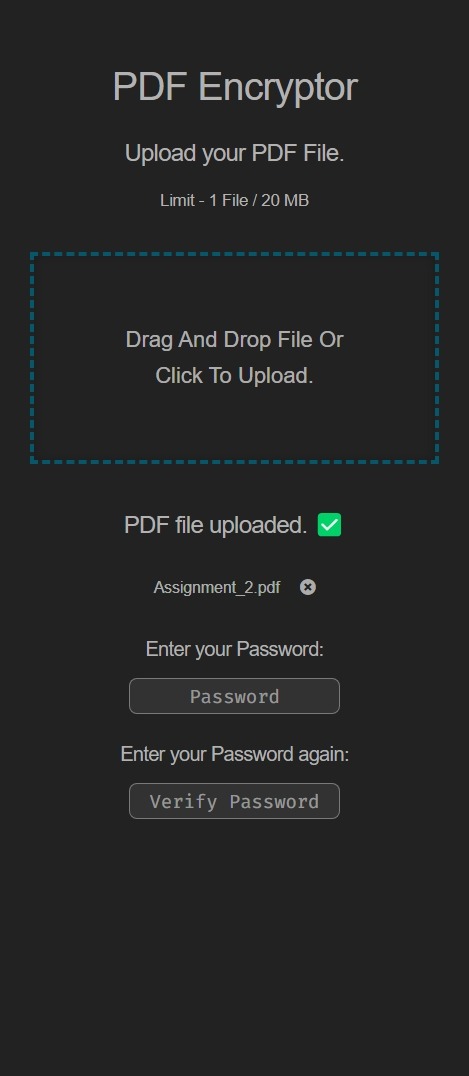 PDF Encryptor
Upload your PDF File.
Limit - 1 File / 20 MB
Drag And Drop File Or
Click To Upload.
PDF file uploaded.
Assignment_2.pdf
Enter your Password:
Password
Enter your Password again:
Verify Password